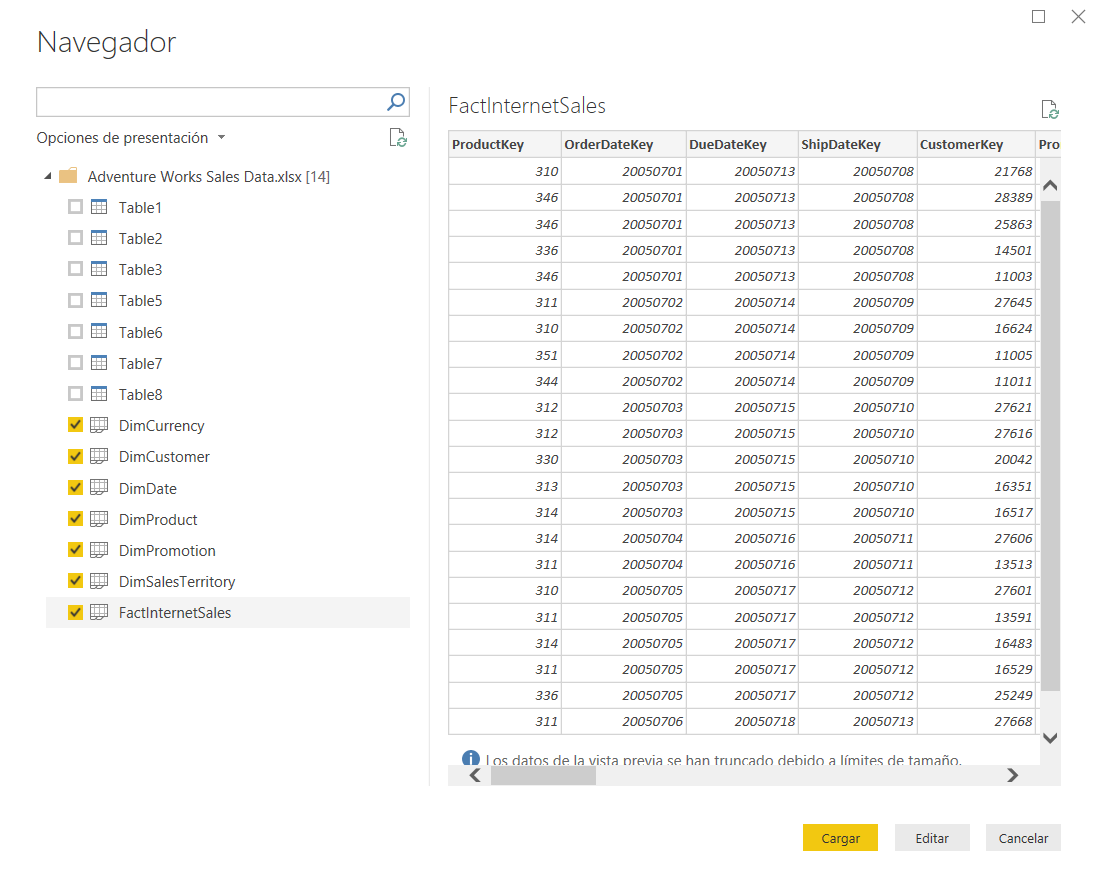 Navegador
Opciones de presentación
Adventure Works Sales Data.xlsx [14]
Table1
Table2
Table3
Table5
Table6
Table7
Table8
DimCurrency
DimCustomer
DimDate
DimProduct
DimPromotion
DimSalesTerritory
FactInternetSales
FactInternetSales
ProductKey OrderDateKey DueDateKey ShipDateKey CustomerKey Pro
310 20050701 20050713 20050708 21768
346 20050701 20050713 20050708 28389
346 20050701 20050713 20050708 25863
336 20050701 20050713 20050708 14501
346 20050701 20050713 20050708 11003
311 20050702 20050714 20050709 27645
310 20050702 20050714 20050709 16624
351 20050702 20050714 20050709 11005
344 20050702 20050714 20050709 11011
312 20050703 20050715 20050710 27621
312 20050703 20050715 20050710 27616
330 20050703 20050715 20050710 20042
313 20050703 20050715 20050710 16351
314 20050703 20050715 20050710 16517
314 20050704 20050716 20050711 27606
311 20050704 20050716 20050711 13513
310 20050705 20050717 20050712 27601
311 20050705 20050717 20050712 13591
314 20050705 20050717 20050712 16483
311 20050705 20050717 20050712 16529
336 20050705 20050717 20050712 25249
311 20050706 20050718 20050713 27668
Los datos de la vista previa se han truncado debido a límites de tamaño.
Cargar Editar Cancelar